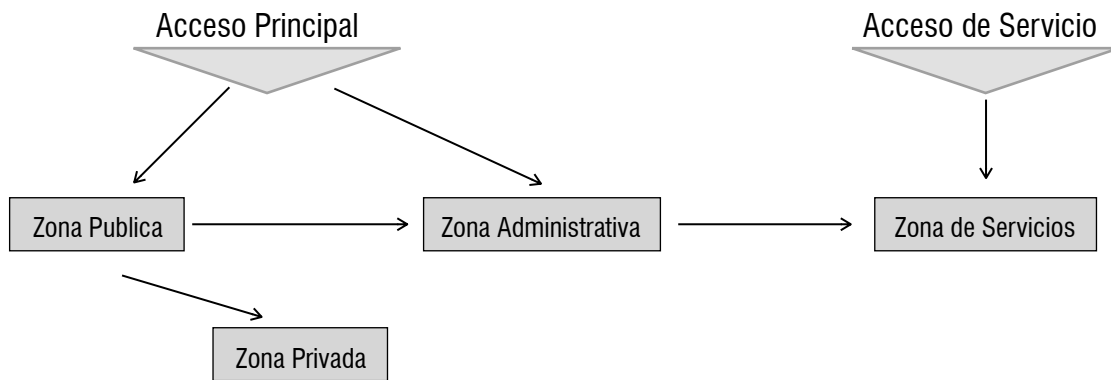 Acceso Principal
Acceso de Servicio
Zona Publica
Zona Administrativa
Zona de Servicios
Zona Privada